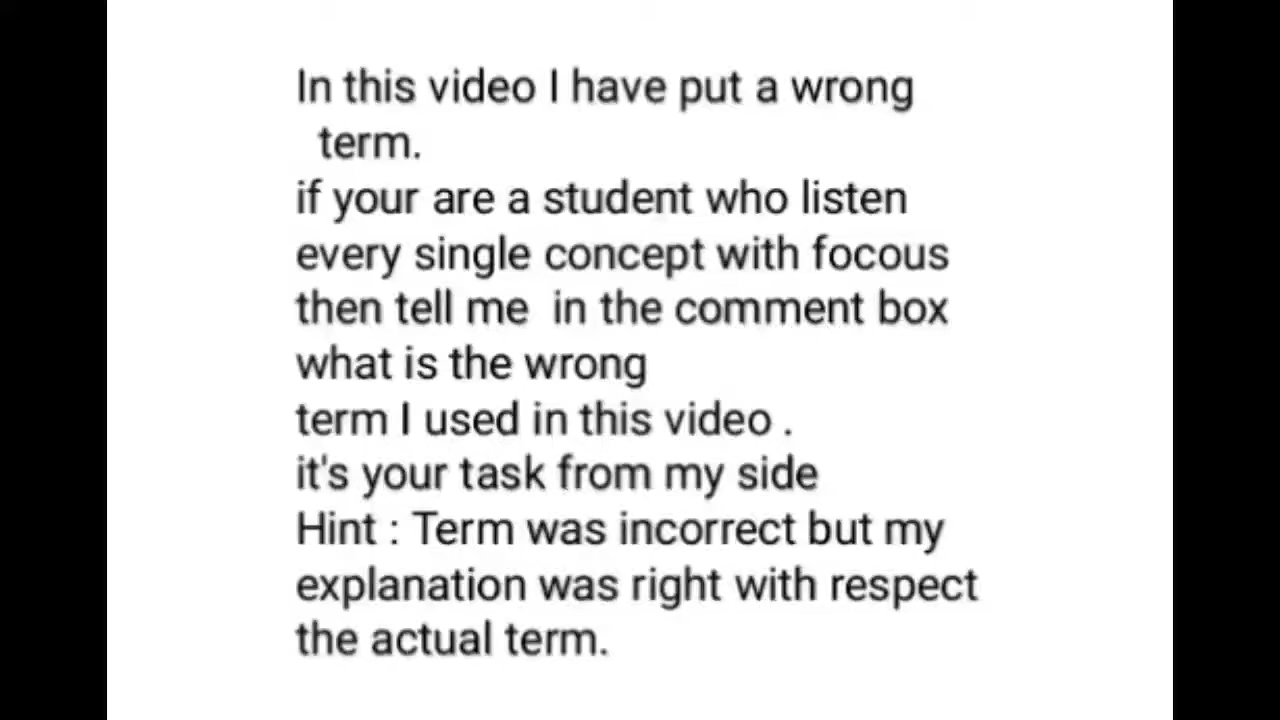 In this video I have put a wrong
term.
if your are a student who listen
every single concept with focous
then tell me in the comment box
what is the wrong
term I used in this video .
it's your task from my side
Hint : Term was incorrect but my
explanation was right with respect
the actual term.